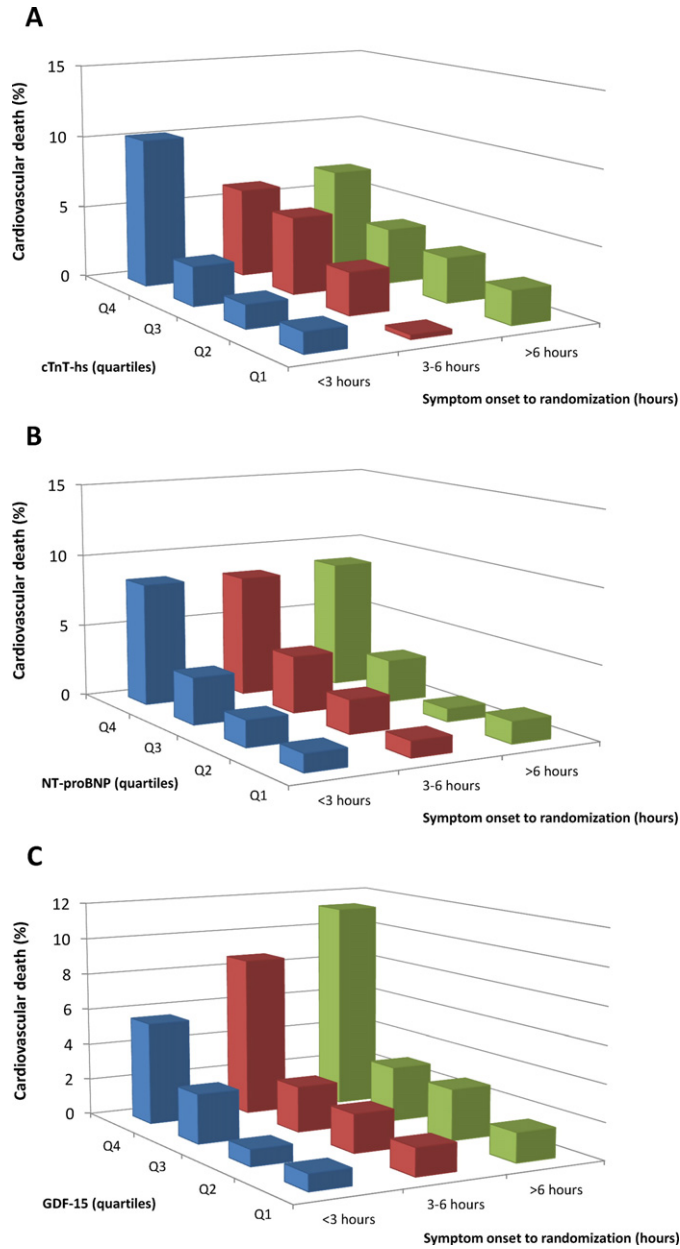 A
Cardiovascular death (%)
15
10
5
0
Q4
Q3
Q2
Q1
cTnT-hs (quartiles)
<3 hours
3-6 hours
>6 hours
Symptom onset to randomization (hours)
B
Cardiovascular death (%)
15
10
5
0
Q4
Q3
Q2
Q1
NT-proBNP (quartiles)
<3 hours
3-6 hours
>6 hours
Symptom onset to randomization (hours)
C
Cardiovascular death (%)
12
10
8
6
4
2
0
Q4
Q3
Q2
Q1
GDF-15 (quartiles)
<3 hours
3-6 hours
>6 hours
Symptom onset to randomization (hours)